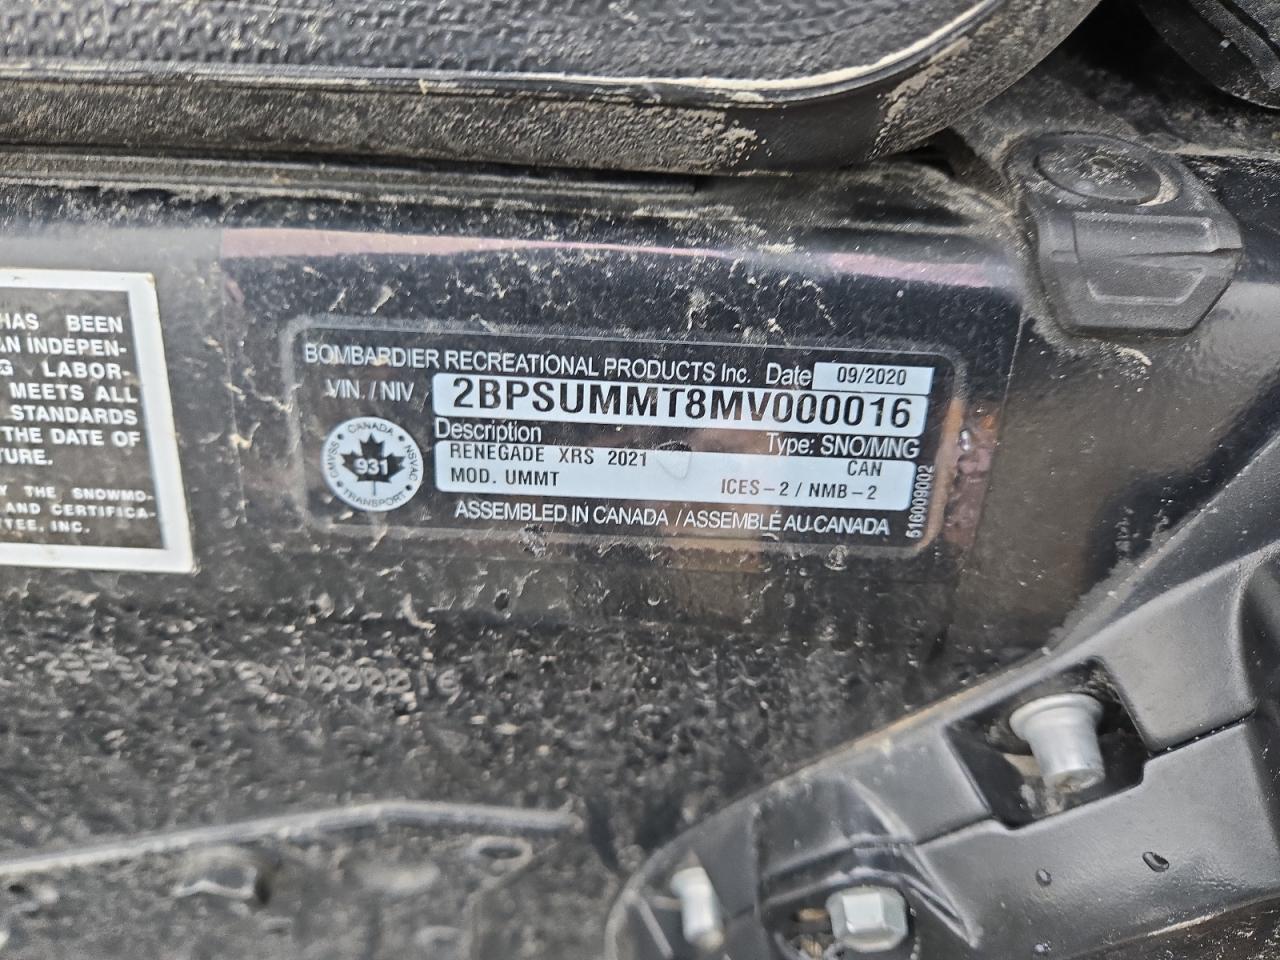 HAS BEEN
AN INDEPEN-
LABOR-
MEETS ALL
STANDARDS
THE DATE OF
TURE.
THE SNOWMO-
AND CERTIFICA-
TEE, INC.
BOMBARDIER RECREATIONAL PRODUCTS Inc. Date 09/2020
VIN. / NIV 2BPSUMMT8MV000016
Description Type: SNO/MNG
RENEGADE XRS 2021 CAN
MOD. UMMT ICES-2 / NMB-2
CANADA
CMVSS NSVAC
931
TRANSPORT
ASSEMBLED IN CANADA / ASSEMBLÉ AU CANADA
516009002
2BPSUMMT8MV000016